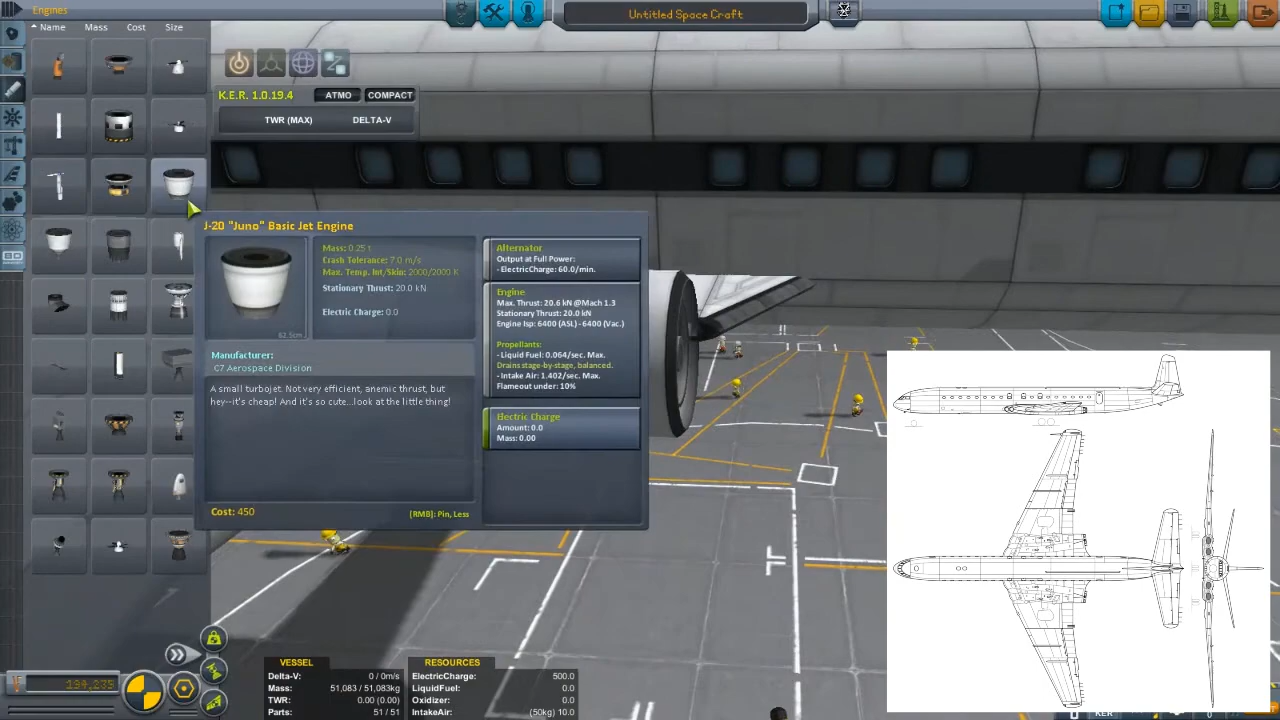 Engines
Untitled Space Craft
Name Mass Cost Size
K.E.R. 1.0.19.4 ATMO COMPACT
TWR (MAX) DELTA-V
J-20 "Juno" Basic Jet Engine
Mass: 0.25 t
Crash Tolerance: 7.0 m/s
Max. Temp. Int/Skin: 2000/2000 K
Stationary Thrust: 20.0 kN
Electric Charge: 0.0
62.5cm
Manufacturer:
C7 Aerospace Division
A small turbojet. Not very efficient, anemic thrust, but
hey--it's cheap! And it's so cute...look at the little thing!
Cost: 450
[RMB]: Pin, Less
Alternator
Output at Full Power:
- ElectricCharge: 60.0/min.
Engine
Max. Thrust: 20.6 kN @Mach 1.3
Stationary Thrust: 20.0 kN
Engine Isp: 6400 (ASL) - 6400 (Vac.)
Propellants:
- Liquid Fuel: 0.064/sec. Max.
Drains stage-by-stage, balanced.
- Intake Air: 1.402/sec. Max.
Flameout under: 10%
Electric Charge
Amount: 0.0
Mass: 0.00
VESSEL
Delta-V: 0 / 0m/s
Mass: 51,083 / 51,083kg
TWR: 0.00 (0.00)
Parts: 51 / 51
RESOURCES
ElectricCharge: 500.0
LiquidFuel: 0.0
Oxidizer: 0.0
IntakeAir: (50kg) 10.0